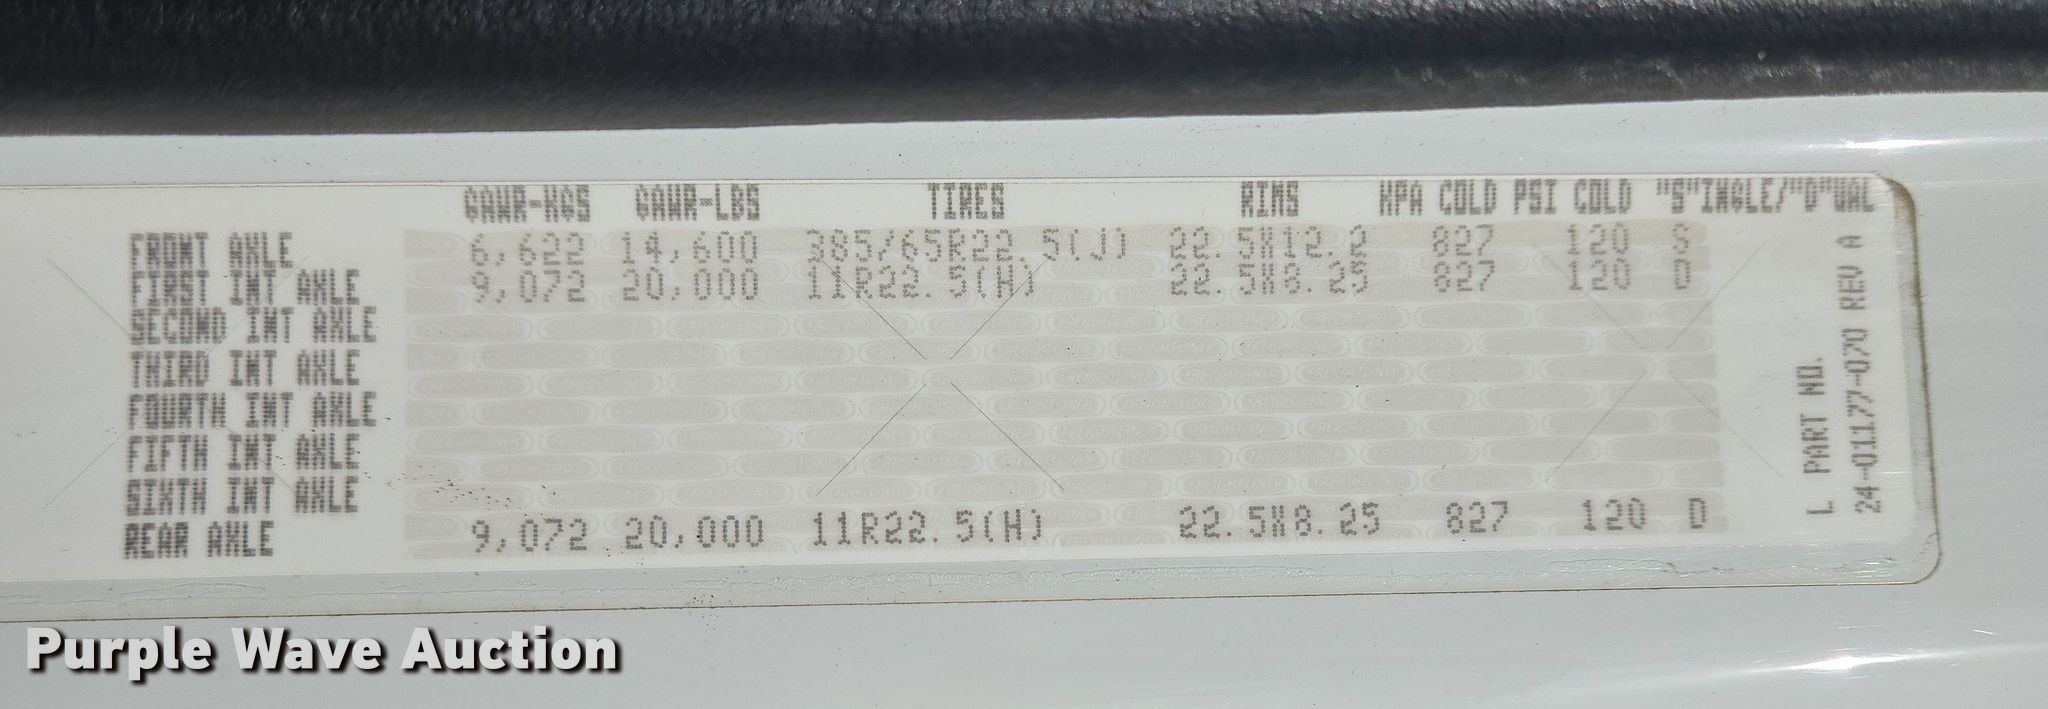 GAWR-KGS GAWR-LBS TIRES RIMS KPA COLD PSI COLD "S"INGLE/"D"UAL
FRONT AXLE 6,622 14,600 385/65R22.5(J) 22.5X12.2 827 120 S
FIRST INT AXLE 9,072 20,000 11R22.5(H) 22.5X8.25 827 120 D
SECOND INT AXLE
THIRD INT AXLE
FOURTH INT AXLE
FIFTH INT AXLE
SIXTH INT AXLE
REAR AXLE 9,072 20,000 11R22.5(H) 22.5X8.25 827 120 D
L PART NO.
24-01177-070 REV A
Purple Wave Auction